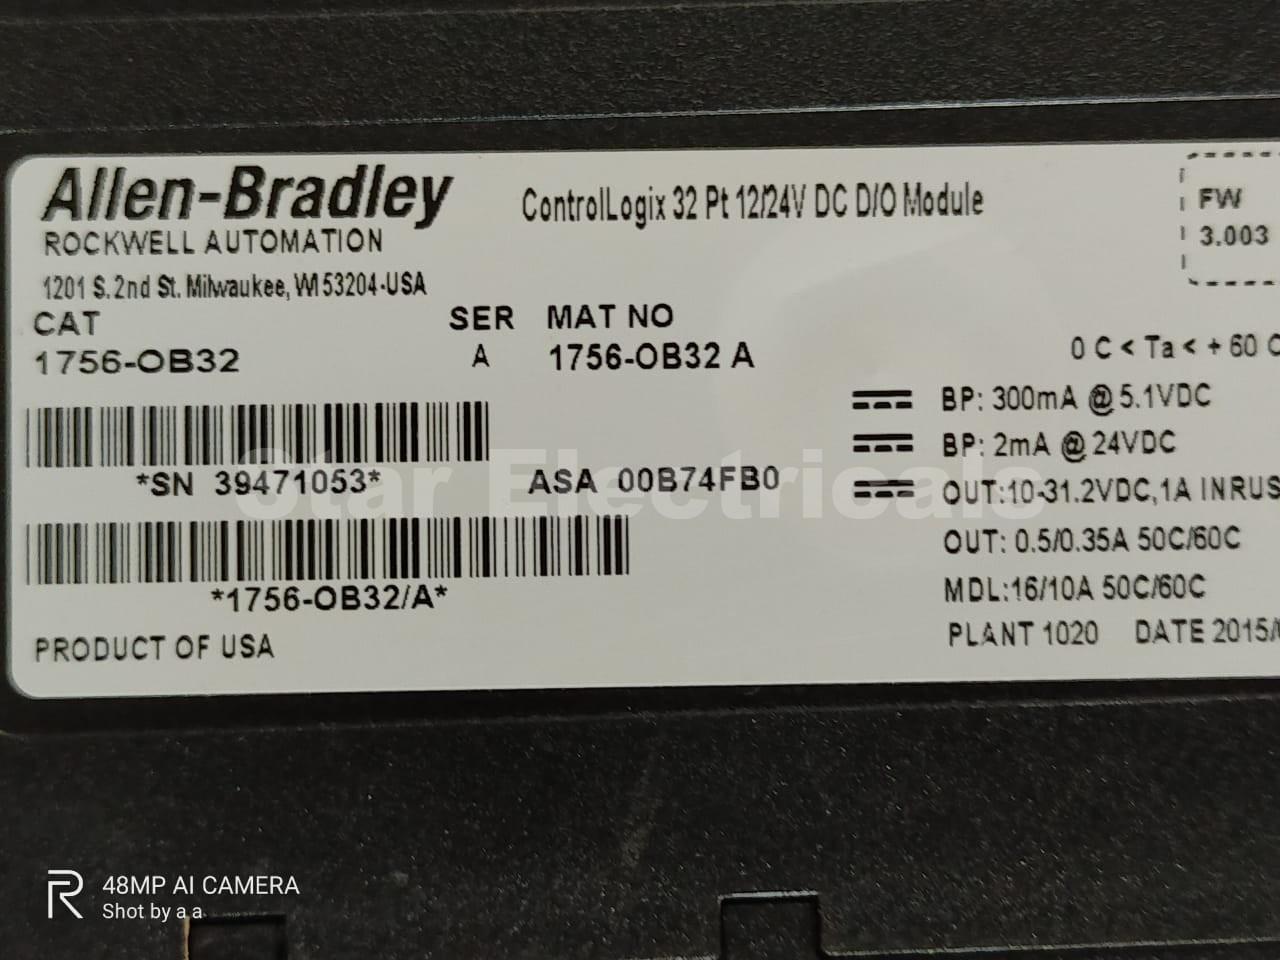 Allen-Bradley
ROCKWELL AUTOMATION
1201 S. 2nd St. Milwaukee, WI 53204-USA
ControlLogix 32 Pt 12/24V DC D/O Module
FW
3.003
CAT
1756-OB32
SER
A
MAT NO
1756-OB32 A
0 C < Ta < + 60 C
BP: 300mA @ 5.1VDC
BP: 2mA @ 24VDC
OUT:10-31.2VDC,1A INRUS
OUT: 0.5/0.35A 50C/60C
MDL:16/10A 50C/60C
PLANT 1020 DATE 2015/
*SN 39471053*
ASA 00B74FB0
*1756-OB32/A*
PRODUCT OF USA
Star Electricals
48MP AI CAMERA
Shot by a.a.